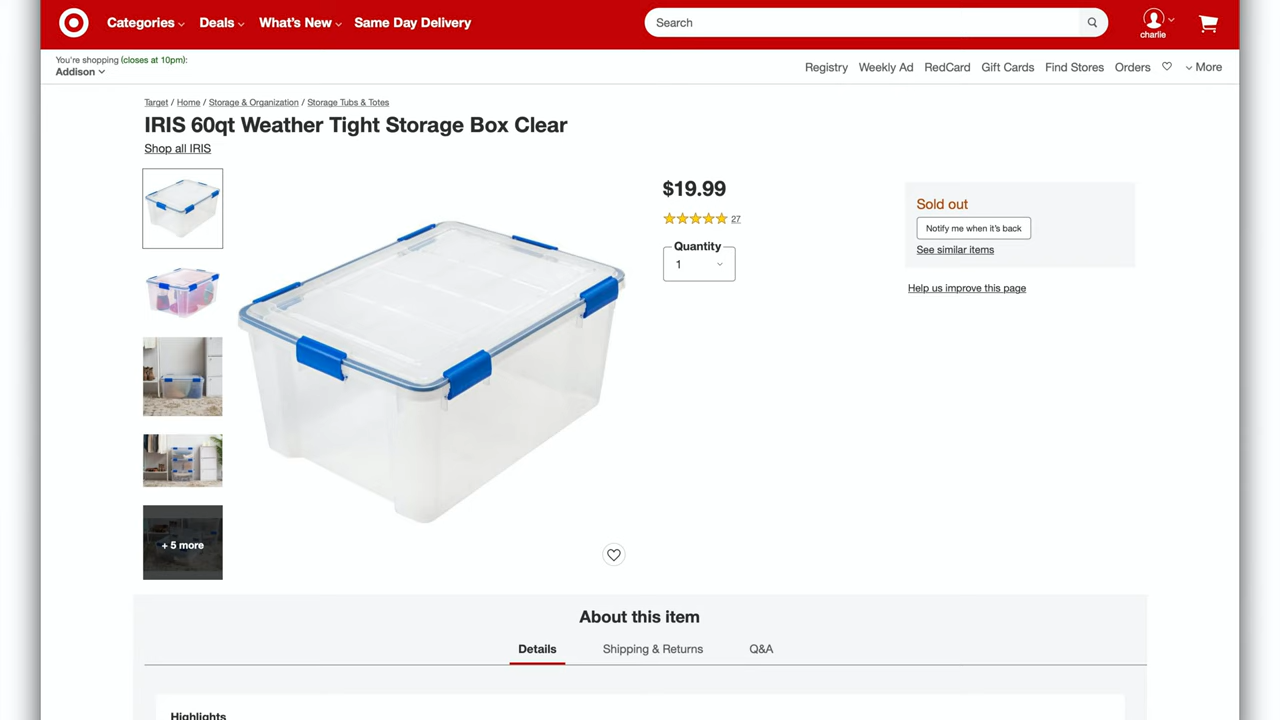 Categories
Deals
What's New
Same Day Delivery
Search
charlie
You're shopping (closes at 10pm):
Addison
Registry
Weekly Ad
RedCard
Gift Cards
Find Stores
Orders
More
Target / Home / Storage & Organization / Storage Tubs & Totes
IRIS 60qt Weather Tight Storage Box Clear
Shop all IRIS
$19.99
27
Quantity
1
Sold out
Notify me when it's back
See similar items
Help us improve this page
+ 5 more
About this item
Details
Shipping & Returns
Q&A
Highlights